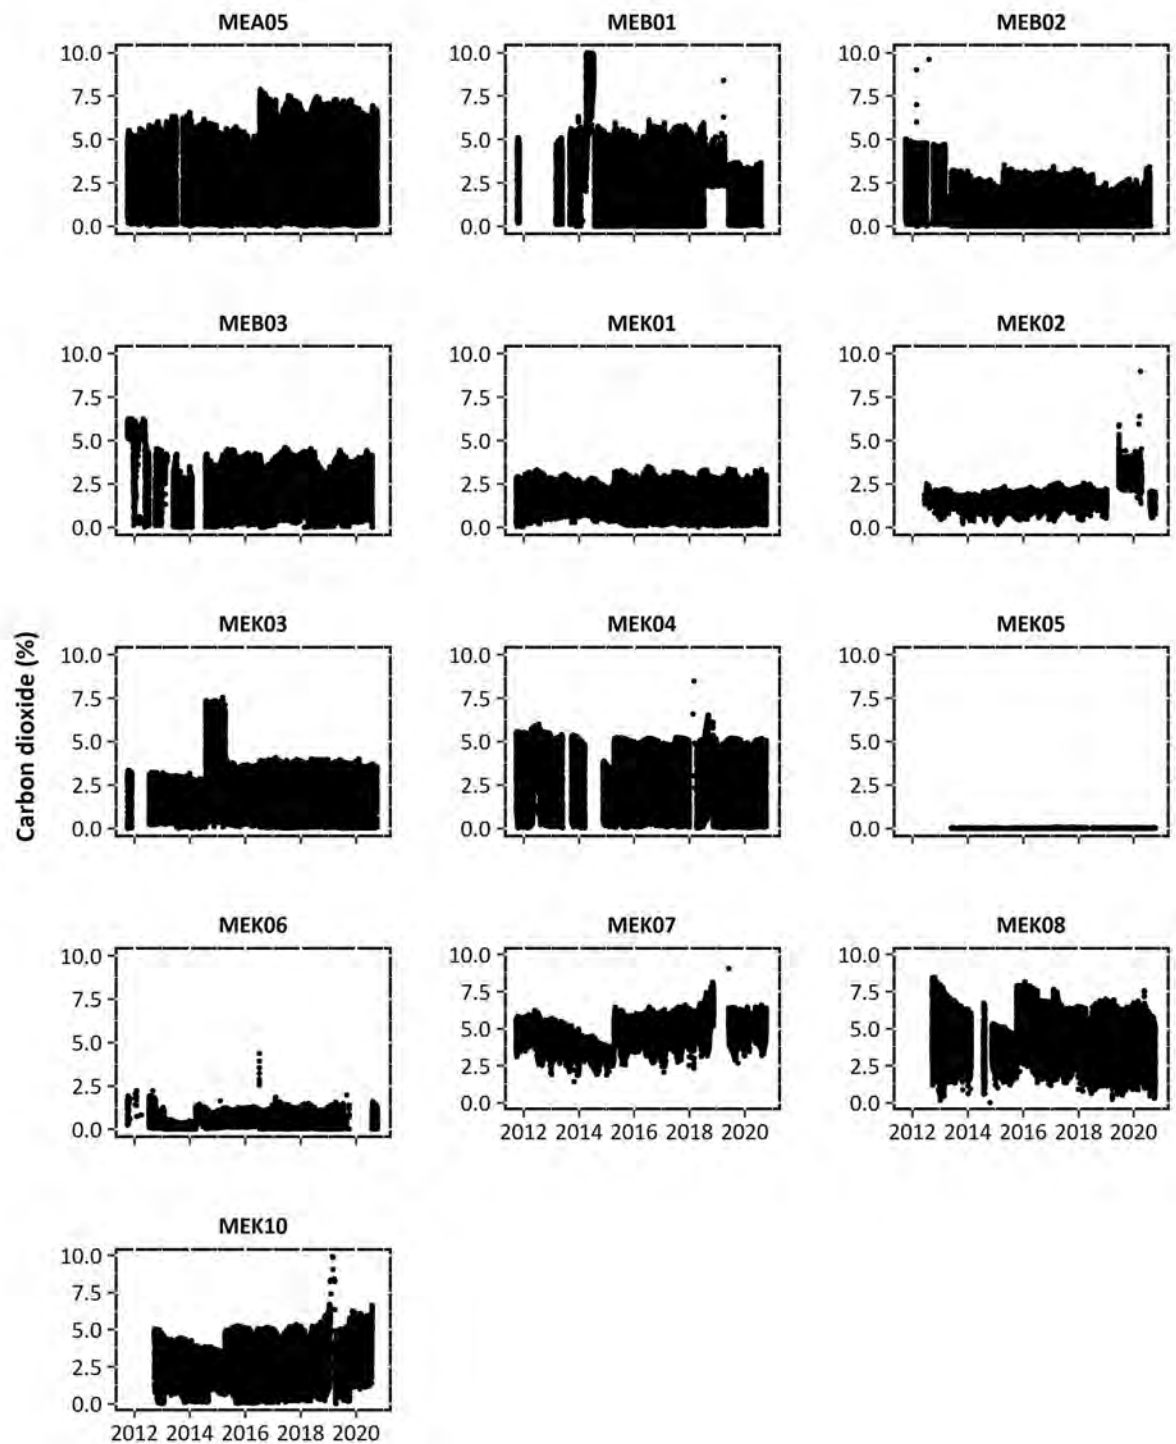 MEA05 MEB01 MEB02
10.0 10.0 10.0
7.5 7.5 7.5
5.0 5.0 5.0
2.5 2.5 2.5
0.0 0.0 0.0
MEB03 MEK01 MEK02
10.0 10.0 10.0
7.5 7.5 7.5
5.0 5.0 5.0
2.5 2.5 2.5
0.0 0.0 0.0
2012 2014 2016 2018 2020
Carbon dioxide (%)
MEK03 MEK04 MEK05
10.0 10.0 10.0
7.5 7.5 7.5
5.0 5.0 5.0
2.5 2.5 2.5
0.0 0.0 0.0
MEK06 MEK07 MEK08
10.0 10.0 10.0
7.5 7.5 7.5
5.0 5.0 5.0
2.5 2.5 2.5
0.0 0.0 0.0
2012 2014 2016 2018 2020 2012 2014 2016 2018 2020
MEK10
10.0
7.5
5.0
2.5
0.0
2012 2014 2016 2018 2020